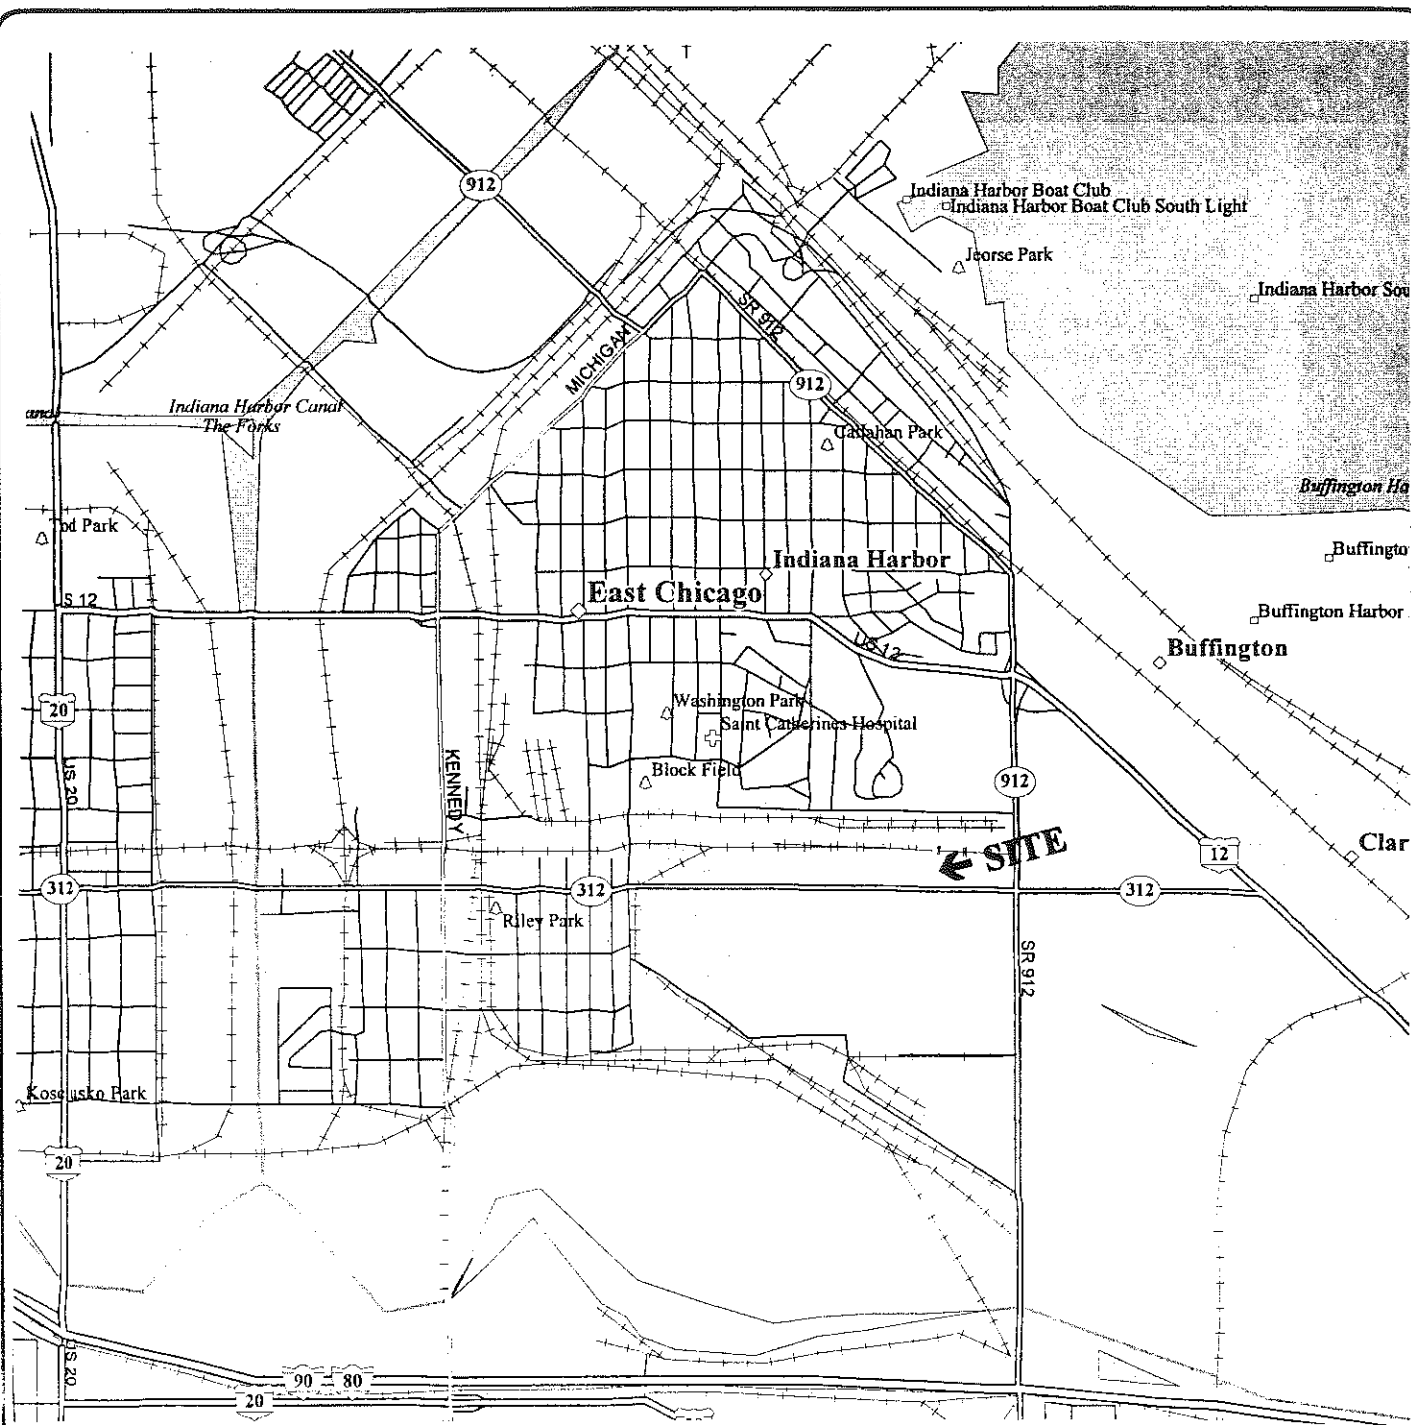 T
912
Indiana Harbor Boat Club
Indiana Harbor Boat Club South Light
Jeorse Park
Indiana Harbor Sou
SR 912
MICHIGAN
912
Indiana Harbor Canal
The Forks
Callahan Park
Buffington Ha
Tod Park
Buffingto
Indiana Harbor
East Chicago
S 12
Buffington Harbor
US 12
Buffington
20
Washington Park
Saint Catherines Hospital
US 20
KENNEDY
Block Field
912
SITE
12
Clar
312
312
312
Riley Park
SR 912
Kosciusko Park
20
US 20
90
80
20